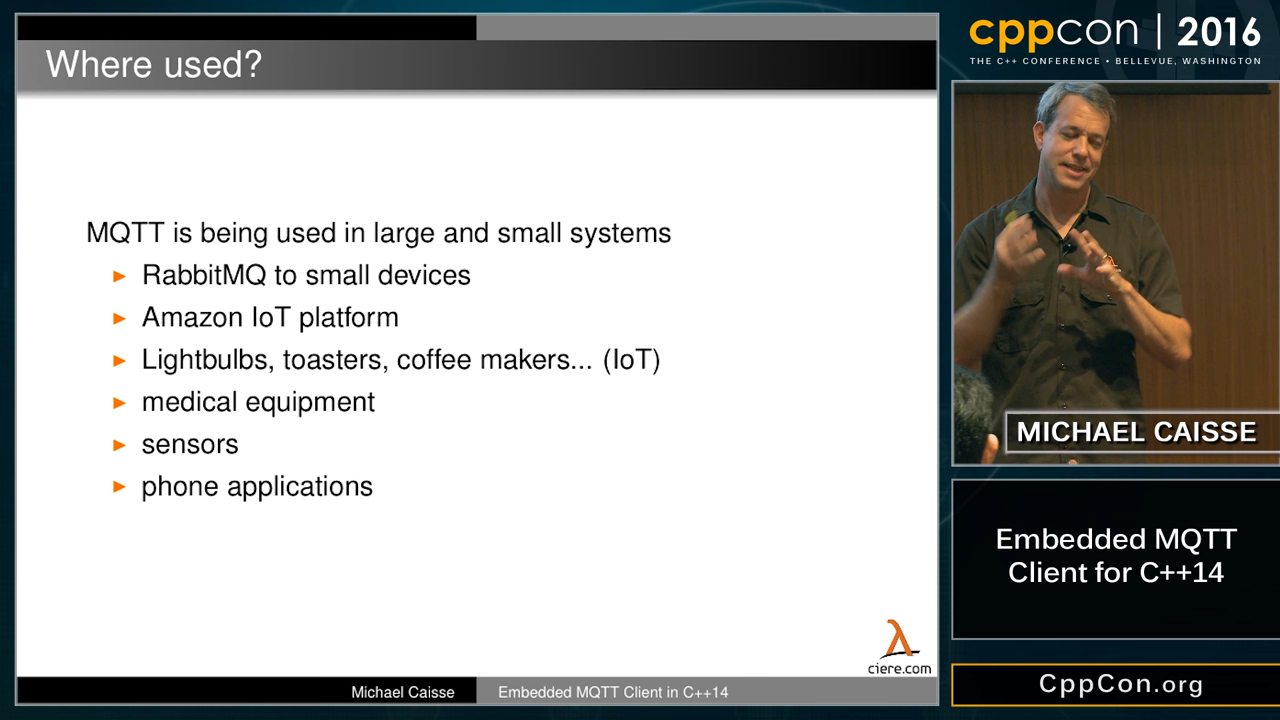 Where used?
MQTT is being used in large and small systems
RabbitMQ to small devices
Amazon IoT platform
Lightbulbs, toasters, coffee makers... (IoT)
medical equipment
sensors
phone applications
ciere.com
Michael Caisse
Embedded MQTT Client in C++14
cppcon | 2016
THE C++ CONFERENCE • BELLEVUE, WASHINGTON
MICHAEL CAISSE
Embedded MQTT
Client for C++14
CppCon.org